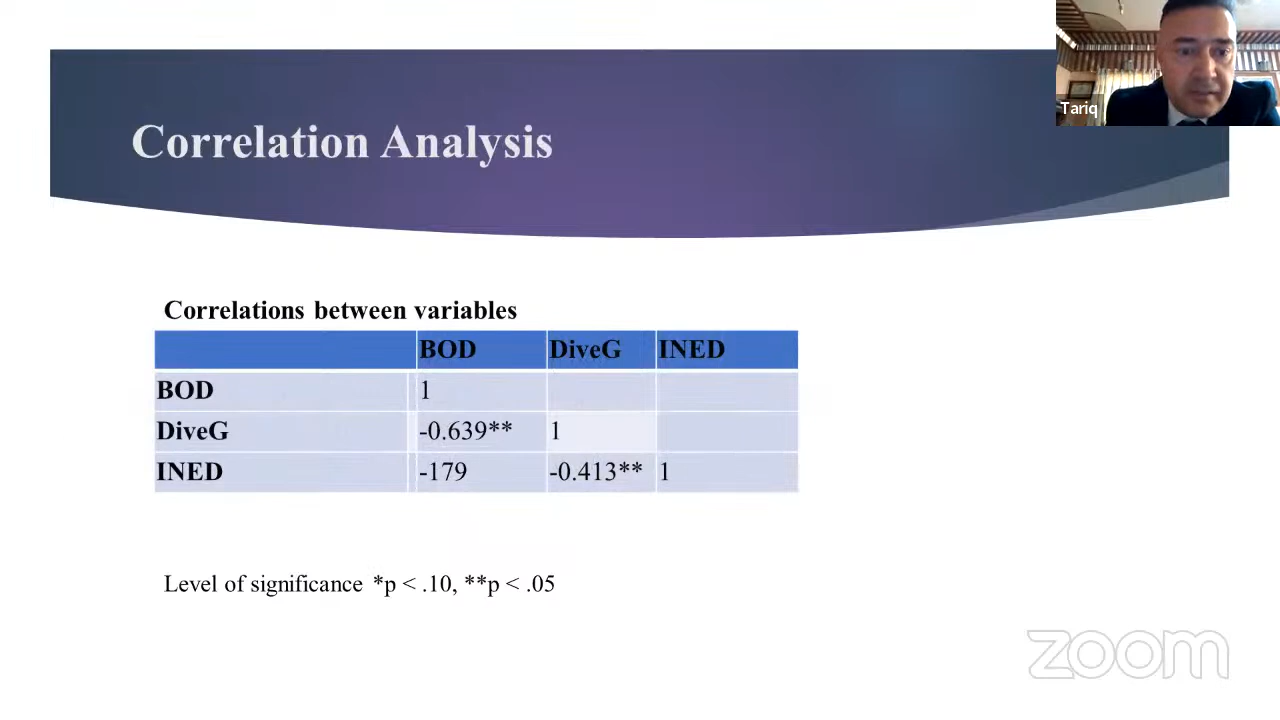 Tariq
Correlation Analysis
Correlations between variables
BOD DiveG INED
BOD 1
DiveG -0.639** 1
INED -179 -0.413** 1
Level of significance *p < .10, **p < .05
zoom